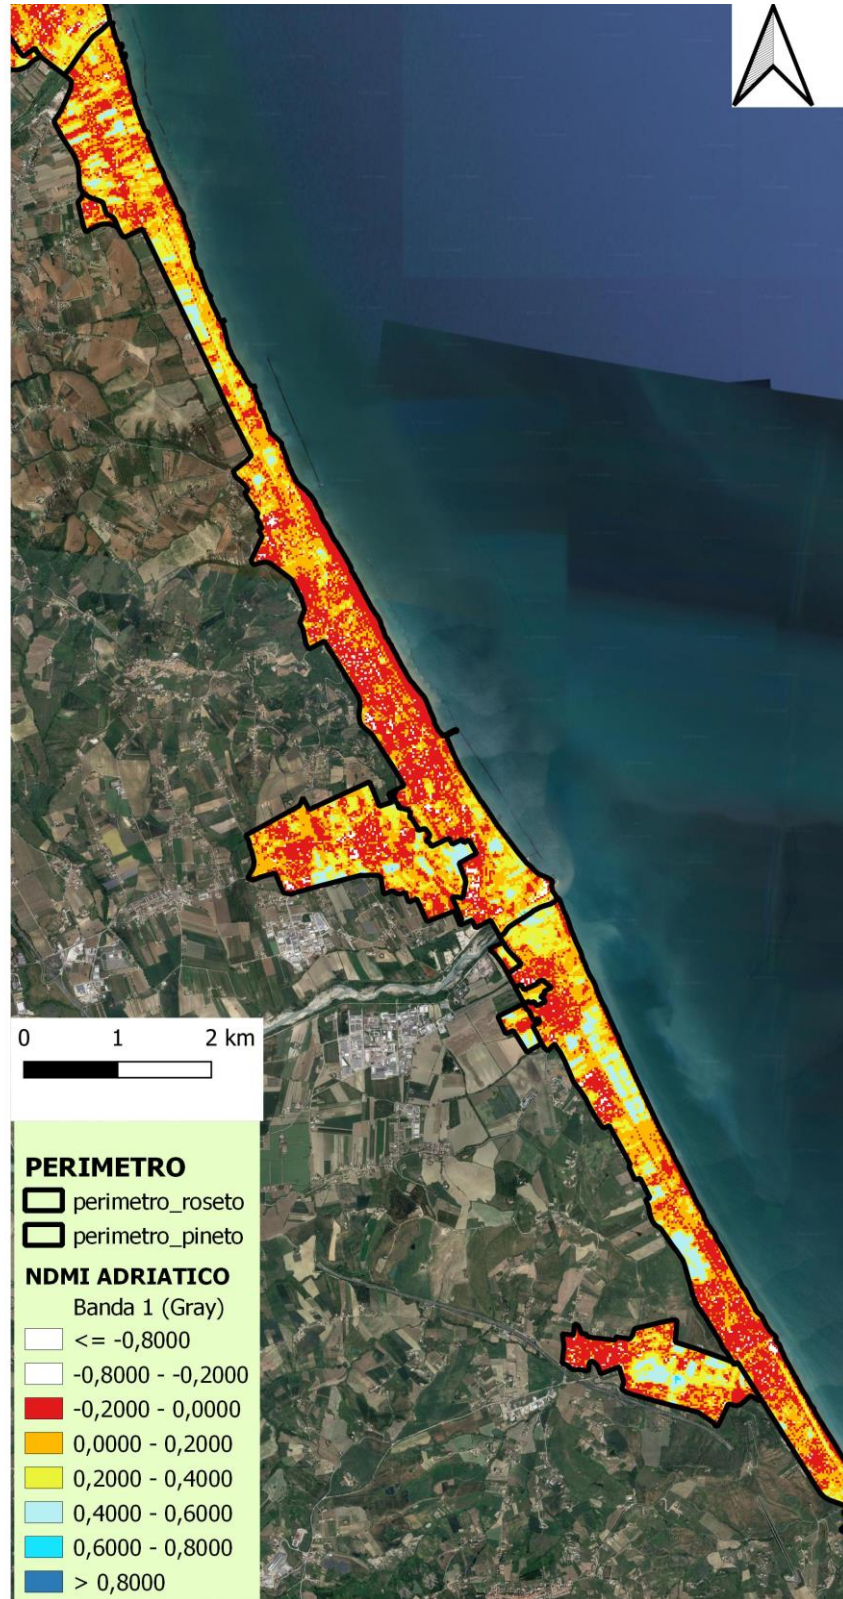 0 1 2 km
PERIMETRO
perimetro_roseto
perimetro_pineto
NDMI ADRIATICO
Banda 1 (Gray)
<= -0,8000
-0,8000 - -0,2000
-0,2000 - 0,0000
0,0000 - 0,2000
0,2000 - 0,4000
0,4000 - 0,6000
0,6000 - 0,8000
> 0,8000